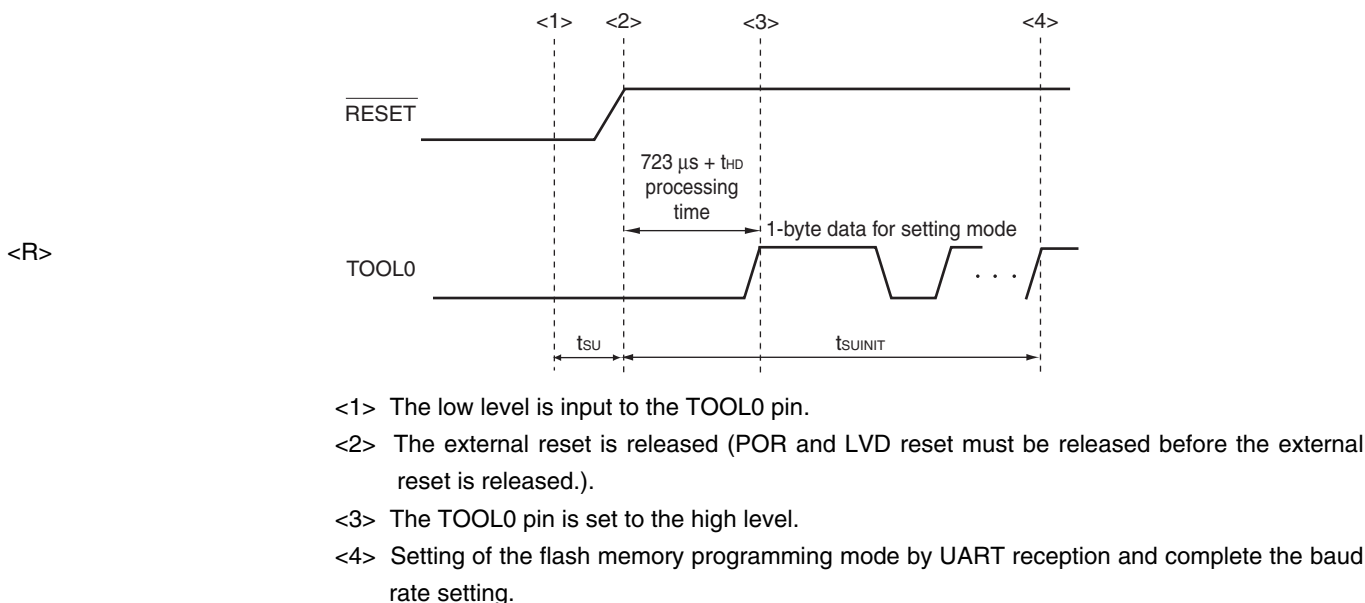 <1> <2> <3> <4>
RESET
723 μs + tHD
processing
time
1-byte data for setting mode
<R>
TOOL0
. . .
tSU
tSUINIT
<1> The low level is input to the TOOL0 pin.
<2> The external reset is released (POR and LVD reset must be released before the external
reset is released.).
<3> The TOOL0 pin is set to the high level.
<4> Setting of the flash memory programming mode by UART reception and complete the baud
rate setting.